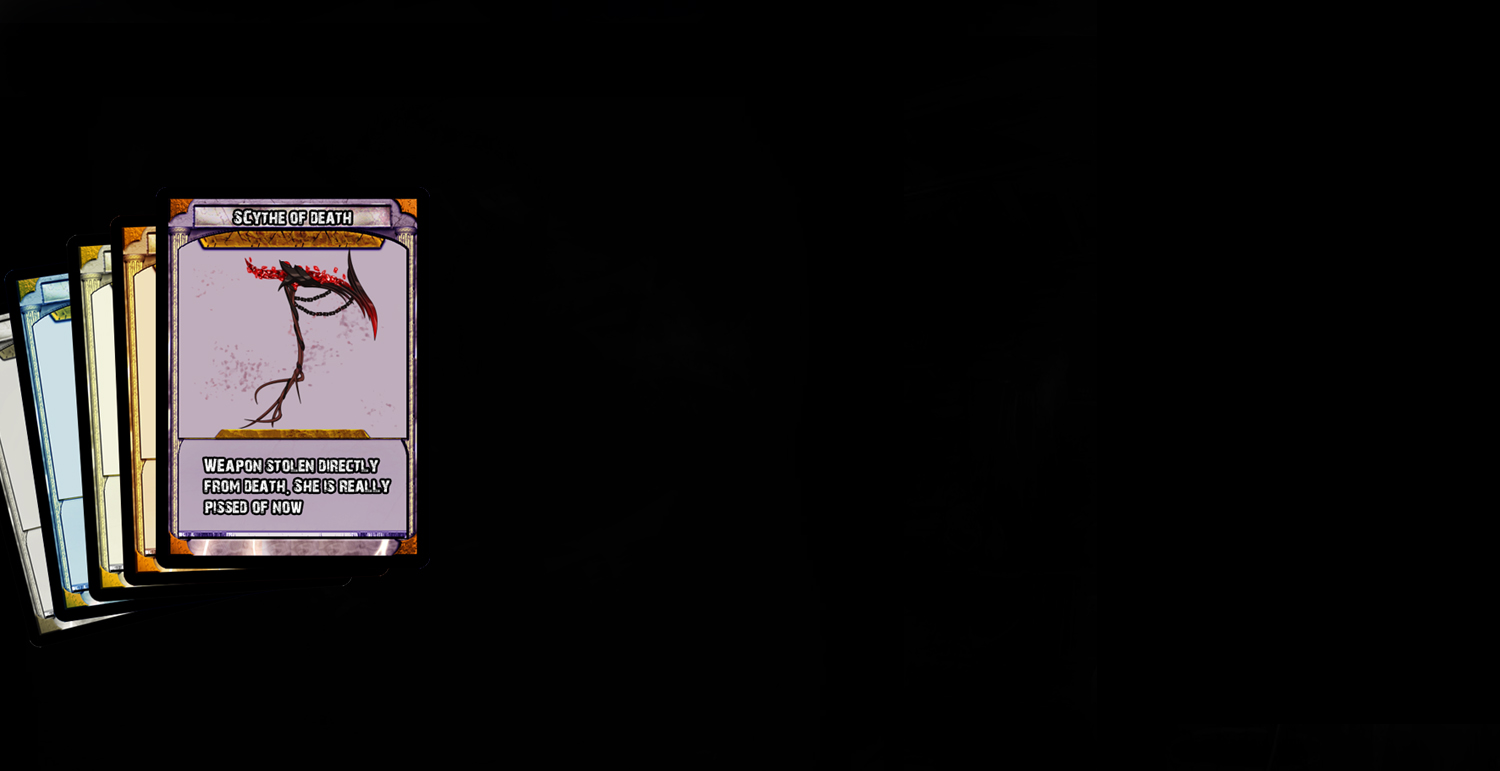 SCYTHE OF DEATH
WEAPON STOLEN DIRECTLY
FROM DEATH, SHE IS REALLY
PISSED OF NOW